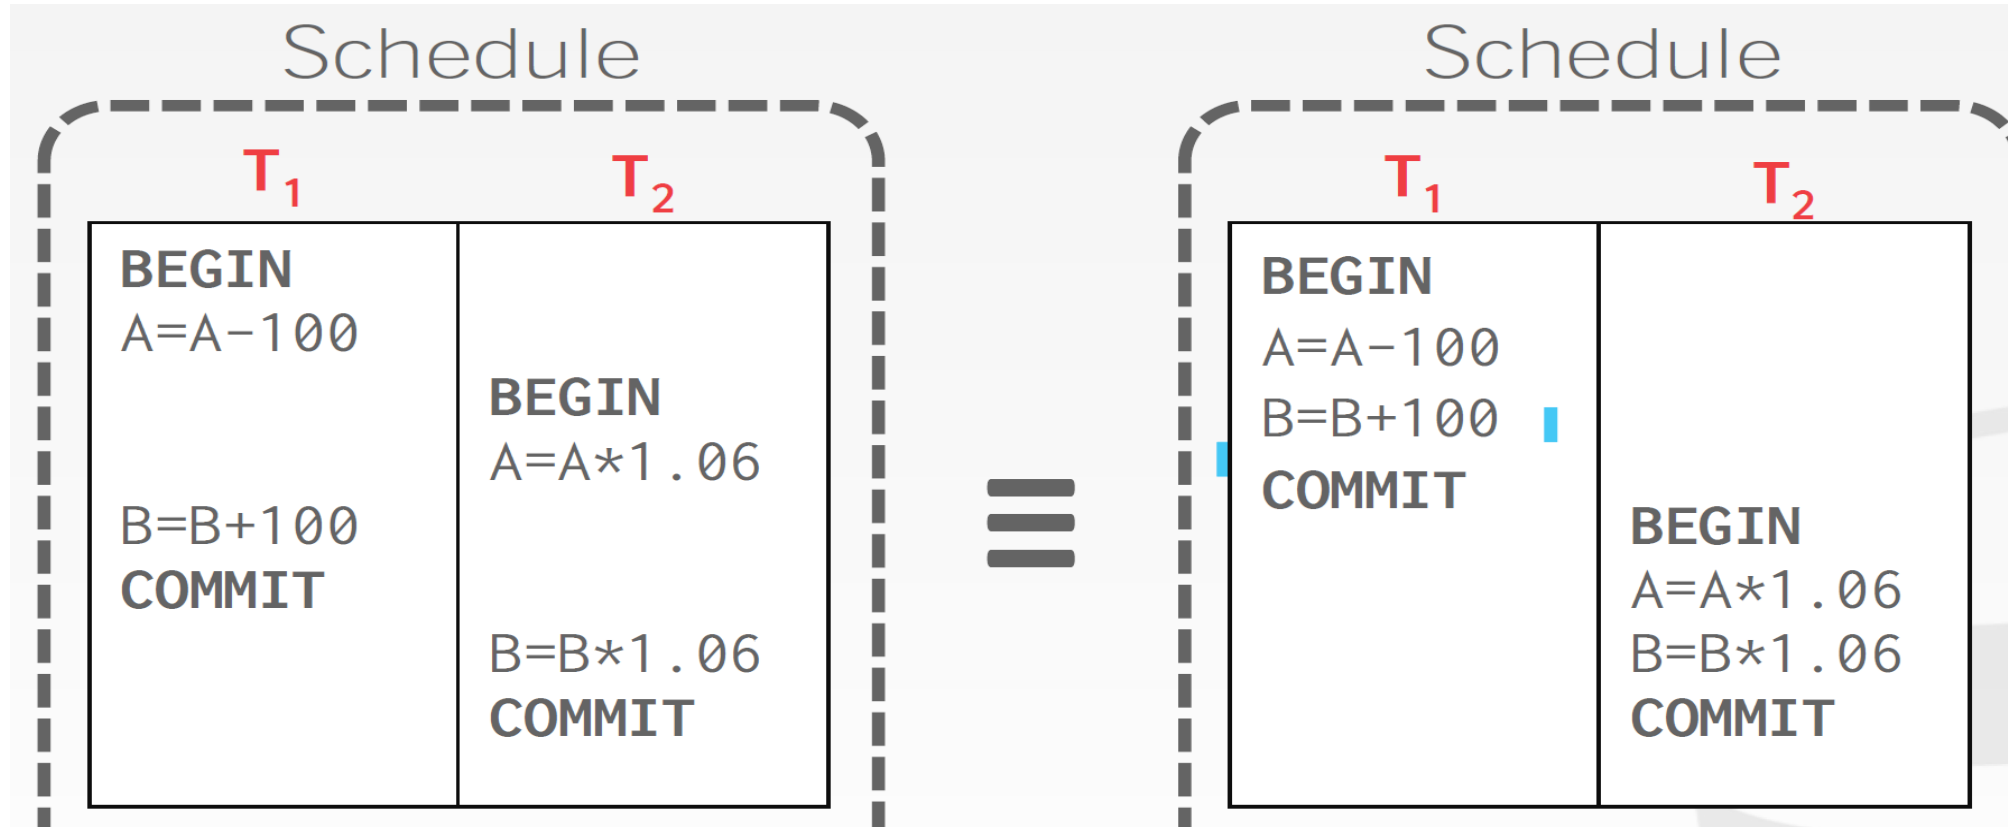 Schedule
T1
T2
BEGIN
A=A-100
BEGIN
A=A*1.06
B=B+100
COMMIT
B=B*1.06
COMMIT
≡
Schedule
T1
T2
BEGIN
A=A-100
B=B+100
COMMIT
BEGIN
A=A*1.06
B=B*1.06
COMMIT